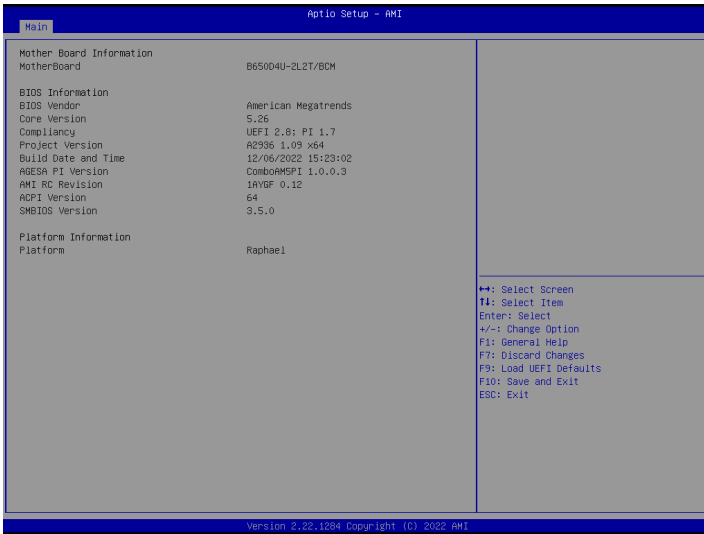 Aptio Setup - AMI
Main
Mother Board Information
MotherBoard B650D4U-2L2T/BCM
BIOS Information
BIOS Vendor American Megatrends
Core Version 5.26
Compliancy UEFI 2.8; PI 1.7
Project Version A2936 1.09 x64
Build Date and Time 12/06/2022 15:23:02
AGESA PI Version ComboAM5PI 1.0.0.3
AMI RC Revision 1AYGF 0.12
ACPI Version 64
SMBIOS Version 3.5.0
Platform Information
Platform Raphael
←→: Select Screen
↑↓: Select Item
Enter: Select
+/-: Change Option
F1: General Help
F7: Discard Changes
F9: Load UEFI Defaults
F10: Save and Exit
ESC: Exit
Version 2.22.1284 Copyright (C) 2022 AMI